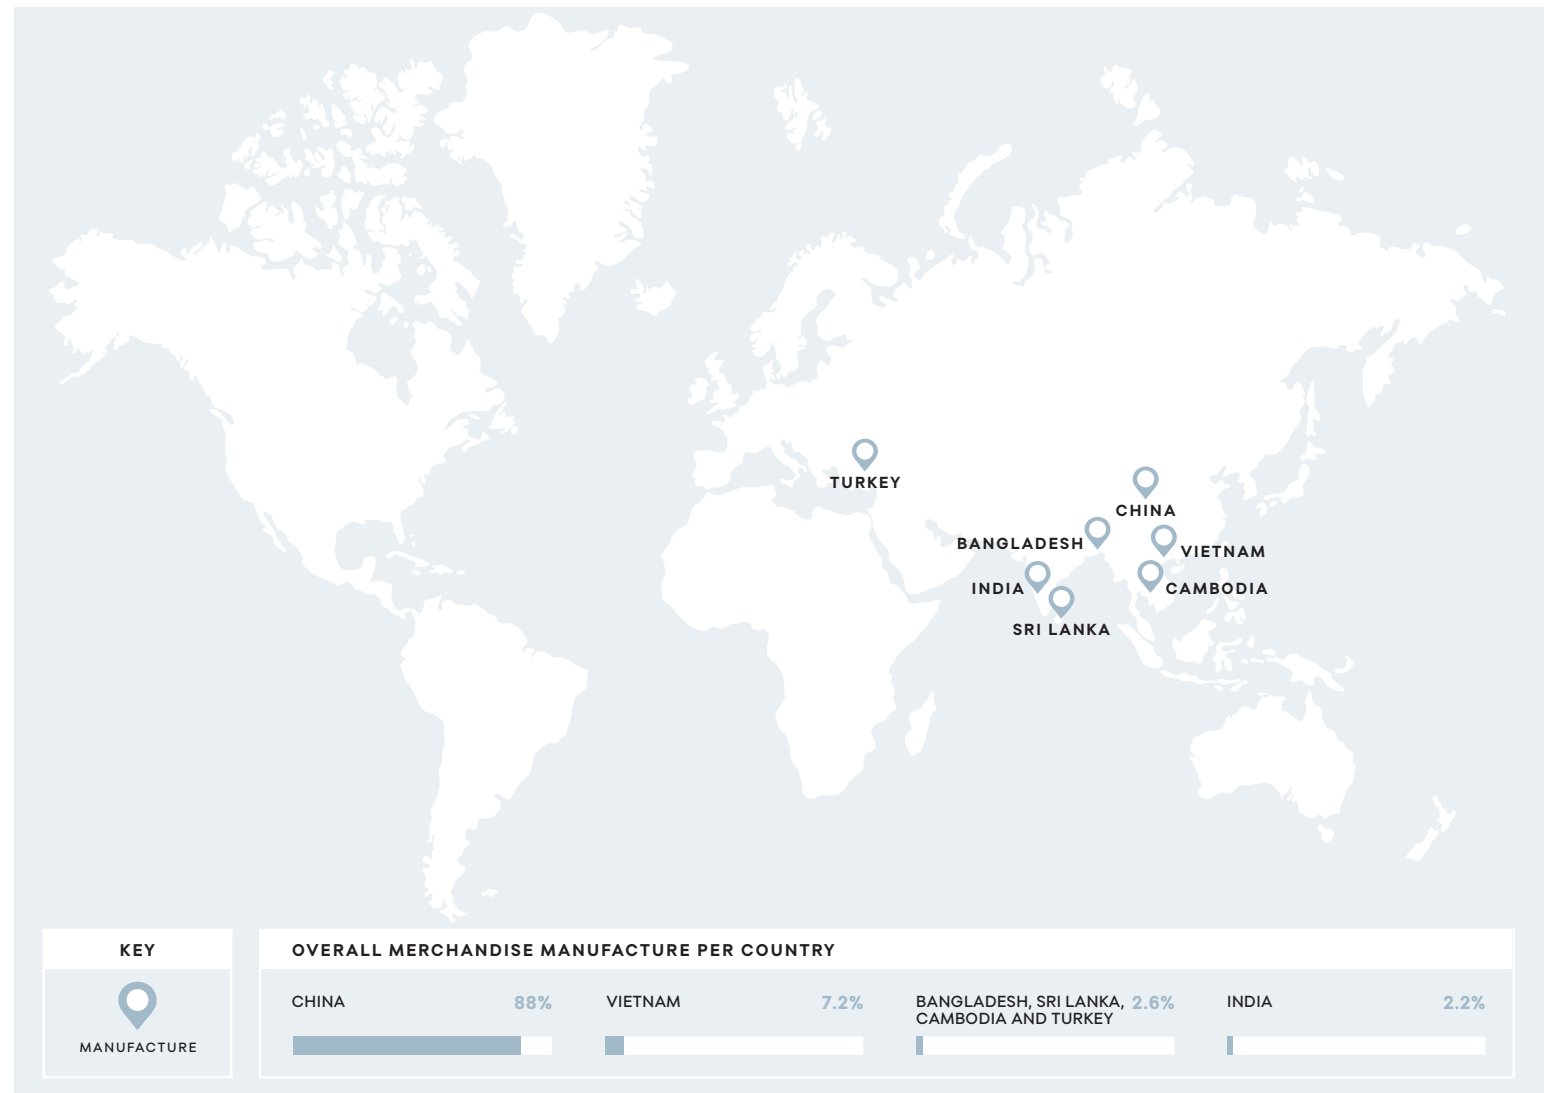 TURKEY
CHINA
BANGLADESH
VIETNAM
INDIA
CAMBODIA
SRI LANKA
KEY
MANUFACTURE
OVERALL MERCHANDISE MANUFACTURE PER COUNTRY
CHINA 88%
VIETNAM 7.2%
BANGLADESH, SRI LANKA, 2.6%
CAMBODIA AND TURKEY
INDIA 2.2%